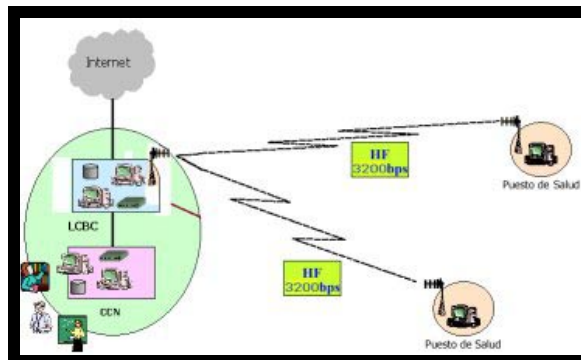 Internet
HF
3200bps
Puesto de Salud
LCBC
HF
3200bps
CCN
Puesto de Salud